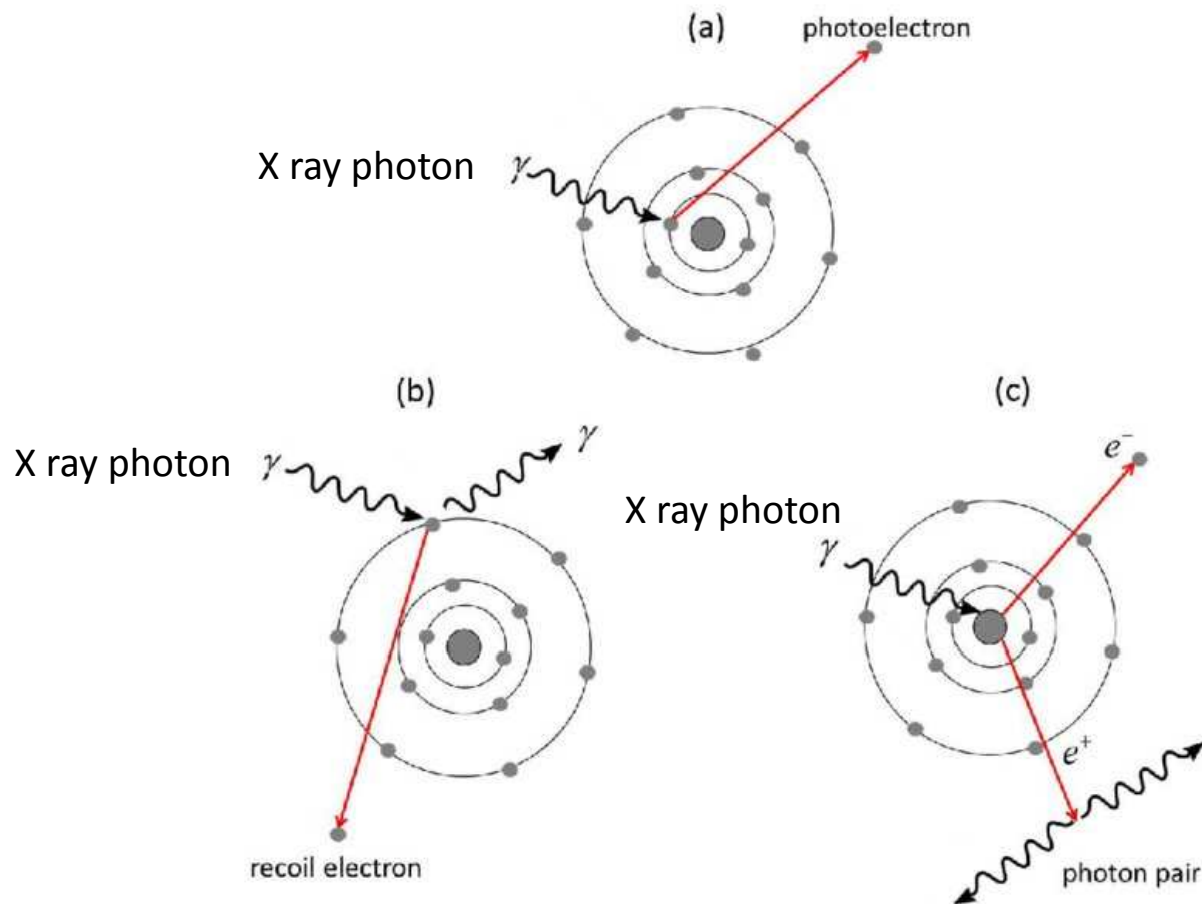 (a)
photoelectron
X ray photon γ
(b)
(c)
X ray photon γ
γ
e⁻
X ray photon
γ
e⁺
recoil electron
photon pair